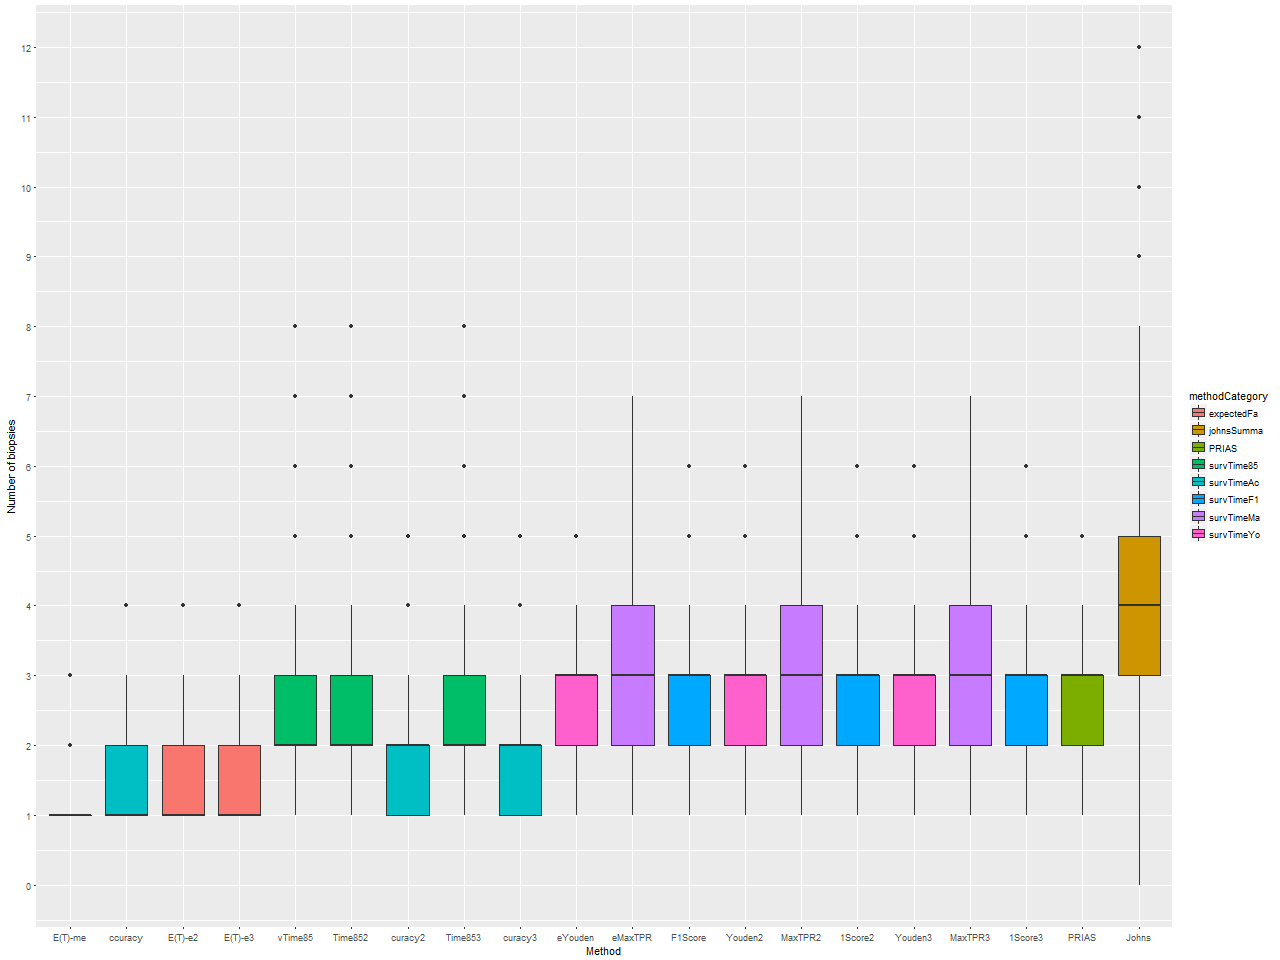 12
11
10
9
8
7
6
5
4
3
2
1
0
Number of biopsies
E(T)-me ccuracy E(T)-e2 E(T)-e3 vTime85 Time852 curacy2 Time853 curacy3 eYouden eMaxTPR F1Score Youden2 MaxTPR2 1Score2 Youden3 MaxTPR3 1Score3 PRIAS Johns
Method
methodCategory
expectedFa
johnsSumma
PRIAS
survTime85
survTimeAc
survTimeF1
survTimeMa
survTimeYo